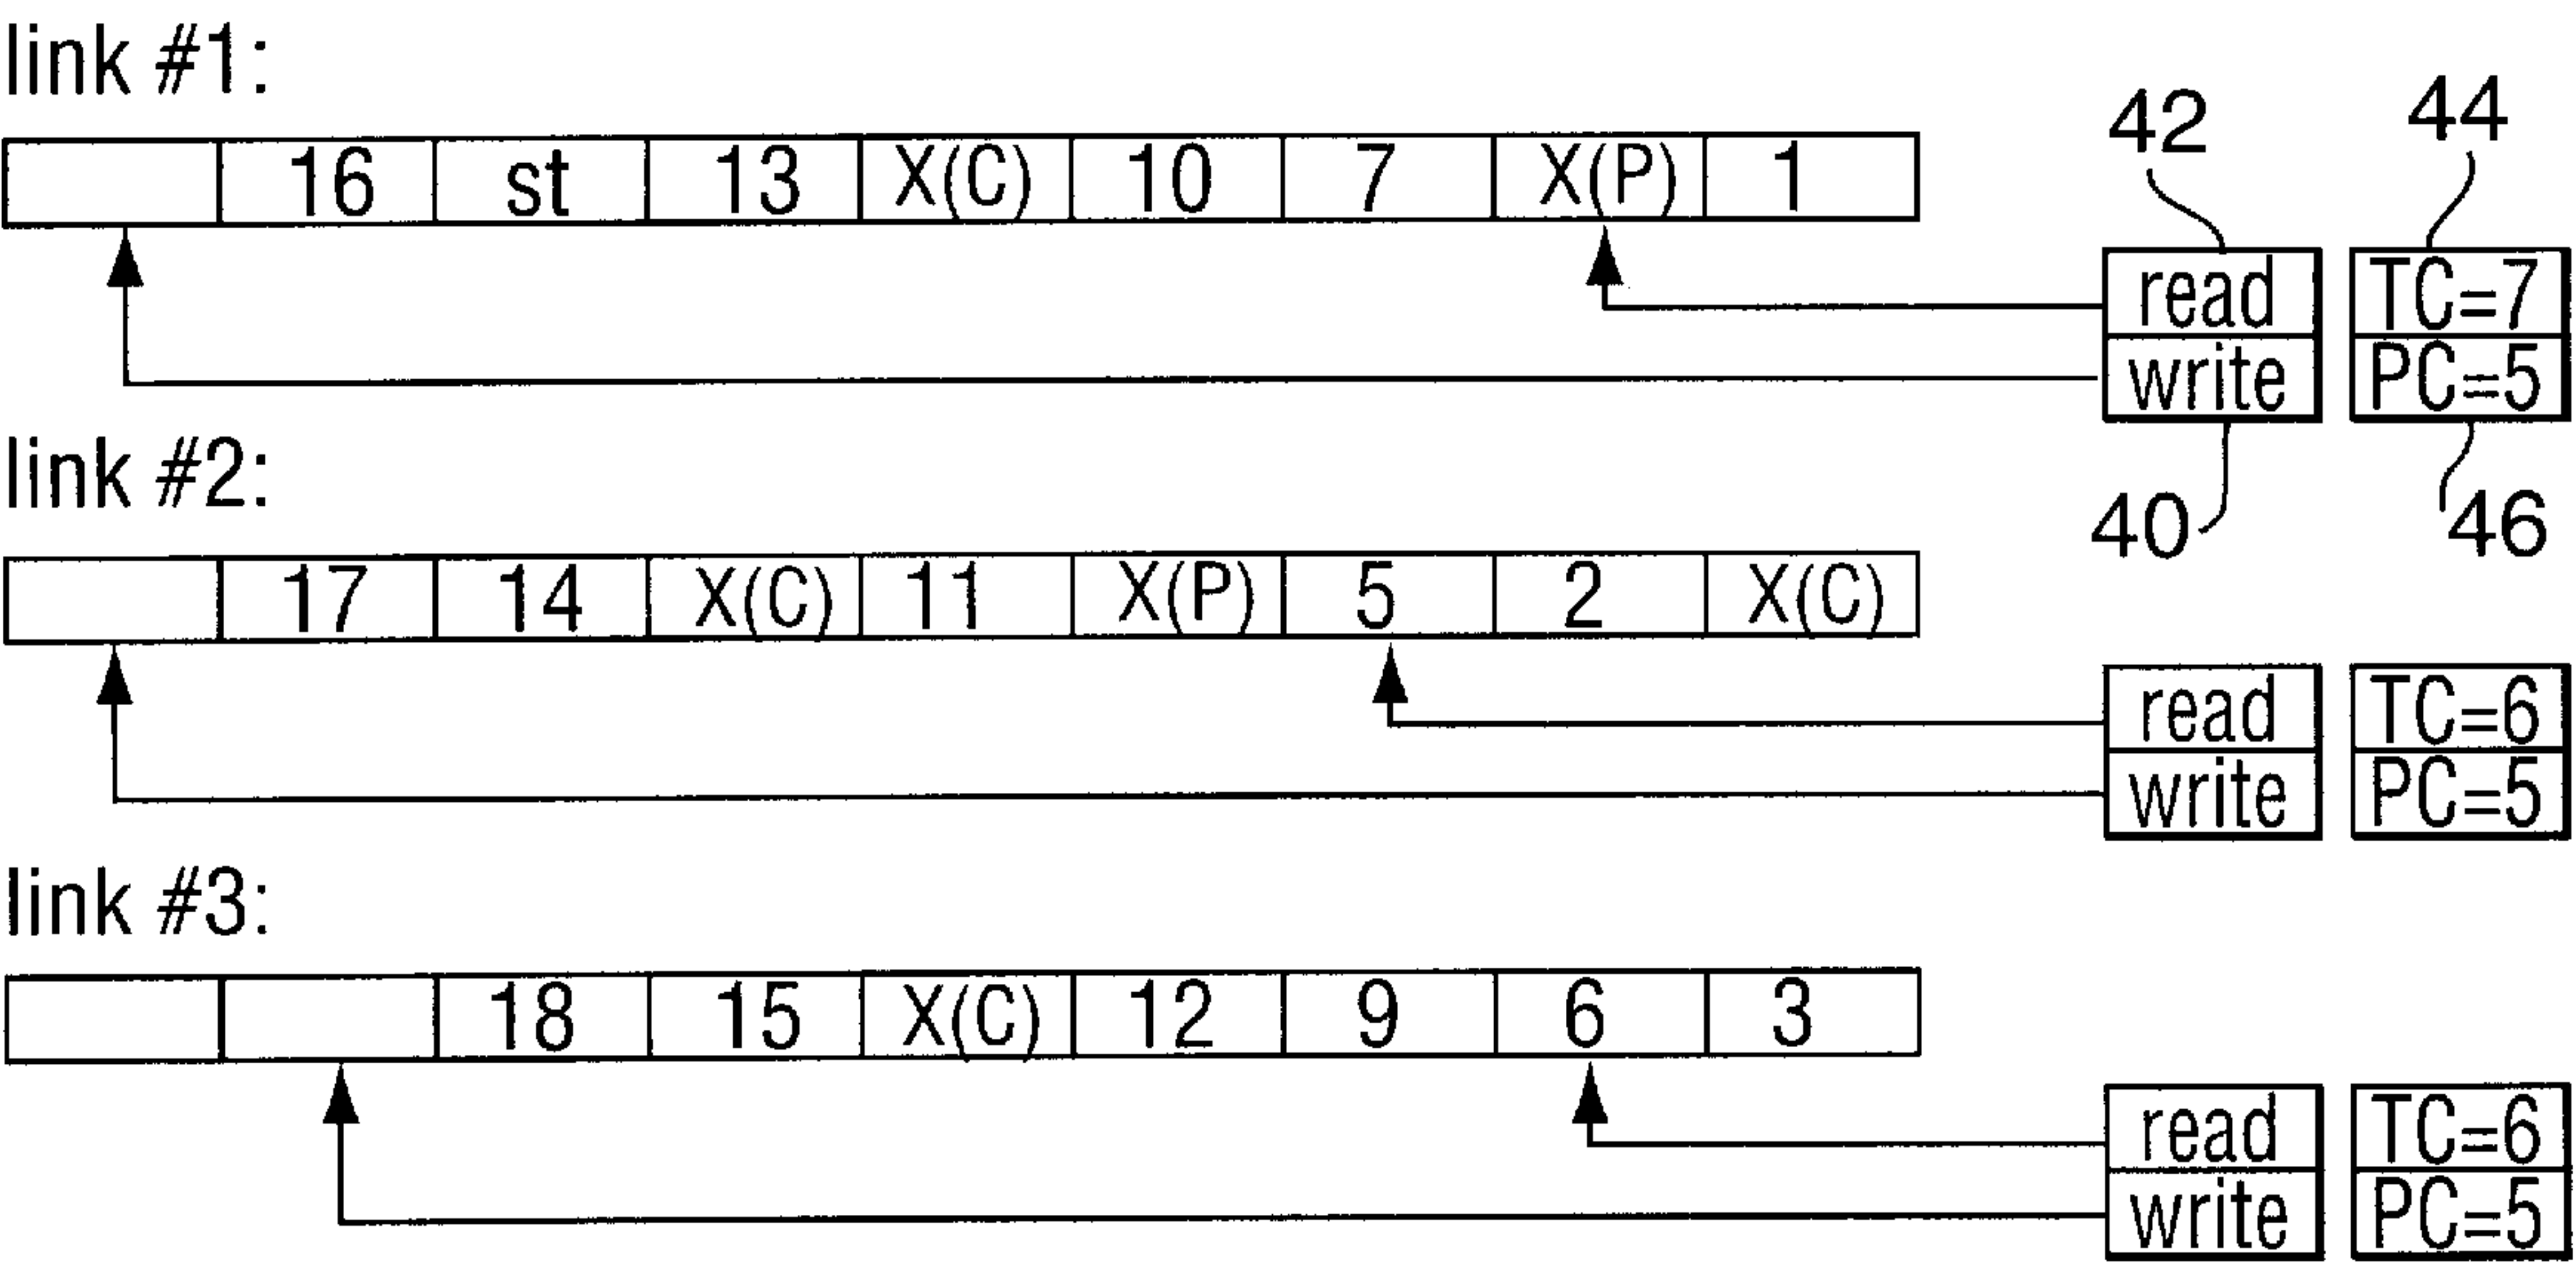 link #1:
42 44
16 st 13 X(C) 10 7 X(P) 1
read TC=7
write PC=5
link #2:
40 46
17 14 X(C) 11 X(P) 5 2 X(C)
read TC=6
write PC=5
link #3:
18 15 X(C) 12 9 6 3
read TC=6
write PC=5